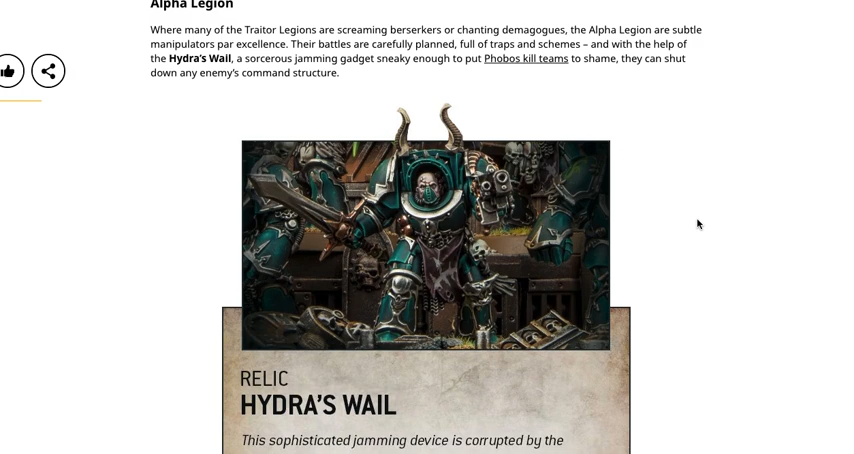 Alpha Legion
Where many of the Traitor Legions are screaming berserkers or chanting demagogues, the Alpha Legion are subtle
manipulators par excellence. Their battles are carefully planned, full of traps and schemes – and with the help of
the Hydra’s Wail, a sorcerous jamming gadget sneaky enough to put Phobos kill teams to shame, they can shut
down any enemy’s command structure.
RELIC
HYDRA’S WAIL
This sophisticated jamming device is corrupted by the